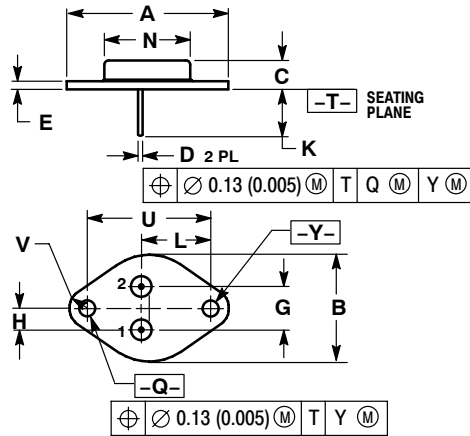 A
N
C
–T– SEATING PLANE
E
K
D 2 PL
⌖ ∅ 0.13 (0.005) Ⓜ T Q Ⓜ Y Ⓜ
U
V
L
–Y–
2
H
G
B
1
–Q–
⌖ ∅ 0.13 (0.005) Ⓜ T Y Ⓜ